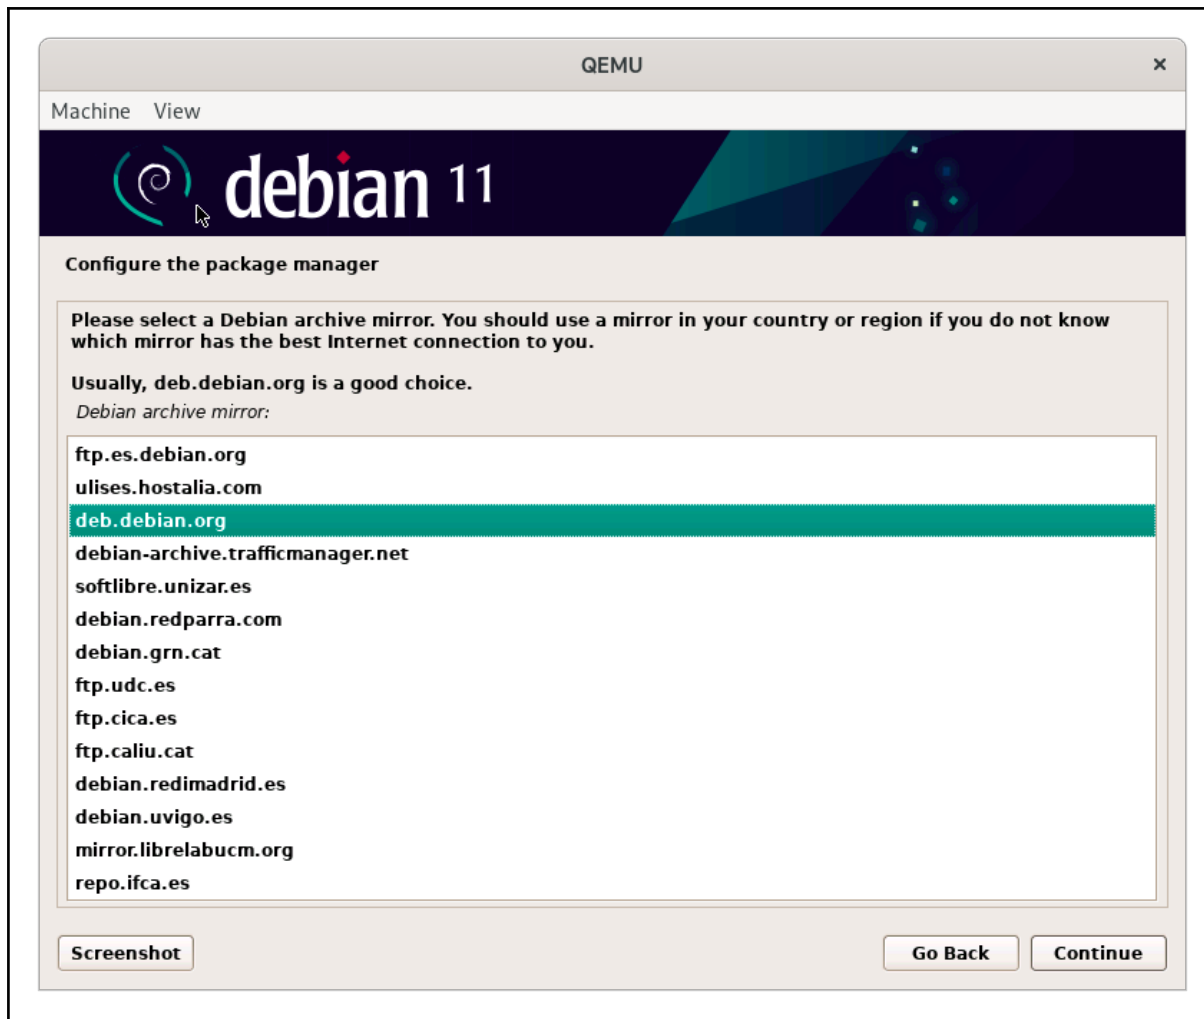 QEMU
×
Machine View
debian 11
Configure the package manager
Please select a Debian archive mirror. You should use a mirror in your country or region if you do not know
which mirror has the best Internet connection to you.
Usually, deb.debian.org is a good choice.
Debian archive mirror:
ftp.es.debian.org
ulises.hostalia.com
deb.debian.org
debian-archive.trafficmanager.net
softlibre.unizar.es
debian.redparra.com
debian.grn.cat
ftp.udc.es
ftp.cica.es
ftp.caliu.cat
debian.redimadrid.es
debian.uvigo.es
mirror.librelabucm.org
repo.ifca.es
Screenshot Go Back Continue